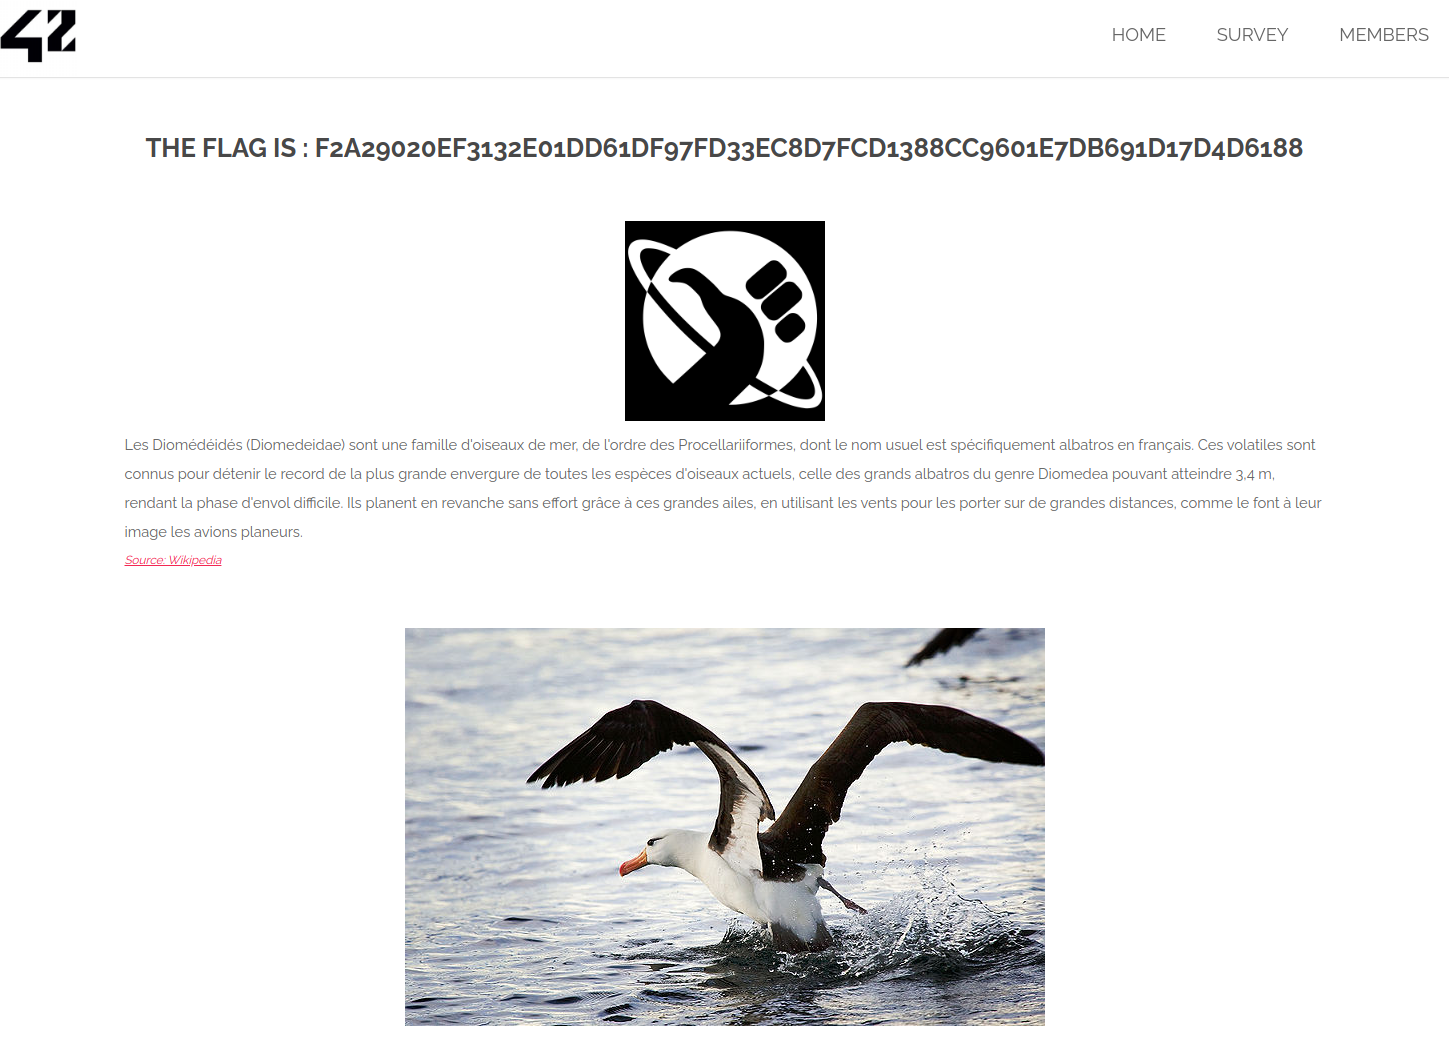 42
HOME SURVEY MEMBERS
THE FLAG IS : F2A29020EF3132E01DD61DF97FD33EC8D7FCD1388CC9601E7DB691D17D4D6188
Les Diomédéidés (Diomedeidae) sont une famille d'oiseaux de mer, de l'ordre des Procellariiformes, dont le nom usuel est spécifiquement albatros en français. Ces volatiles sont
connus pour détenir le record de la plus grande envergure de toutes les espèces d'oiseaux actuels, celle des grands albatros du genre Diomedea pouvant atteindre 3,4 m,
rendant la phase d'envol difficile. Ils planent en revanche sans effort grâce à ces grandes ailes, en utilisant les vents pour les porter sur de grandes distances, comme le font à leur
image les avions planeurs.
Source: Wikipedia